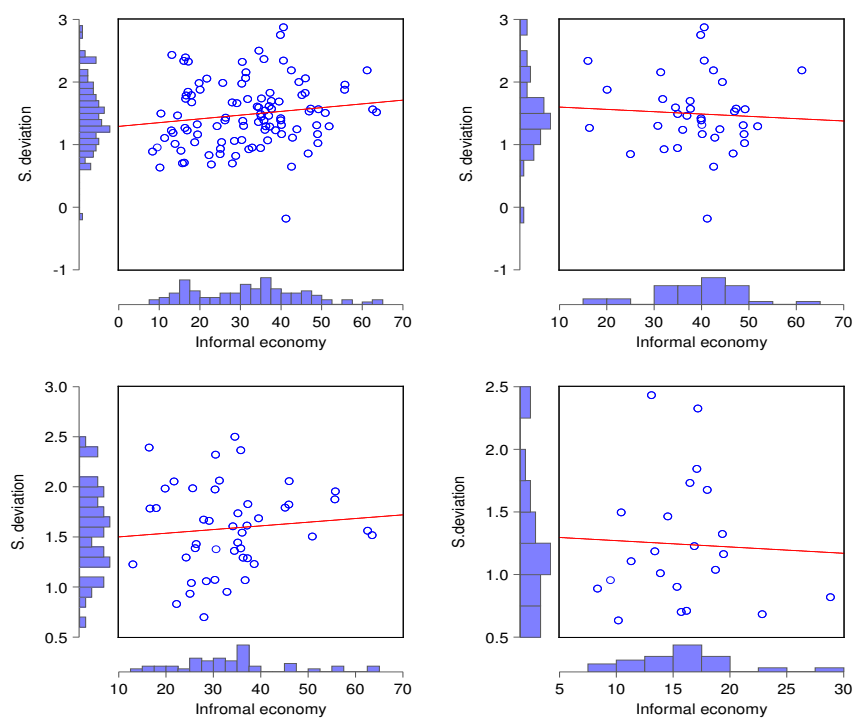 3
2
1
0
-1
S. deviation
0 10 20 30 40 50 60 70
Informal economy
3
2
1
0
-1
S. deviation
10 20 30 40 50 60 70
Informal economy
3.0
2.5
2.0
1.5
1.0
0.5
S. deviation
10 20 30 40 50 60 70
Infromal economy
2.5
2.0
1.5
1.0
0.5
S.deviation
5 10 15 20 25 30
Informal economy